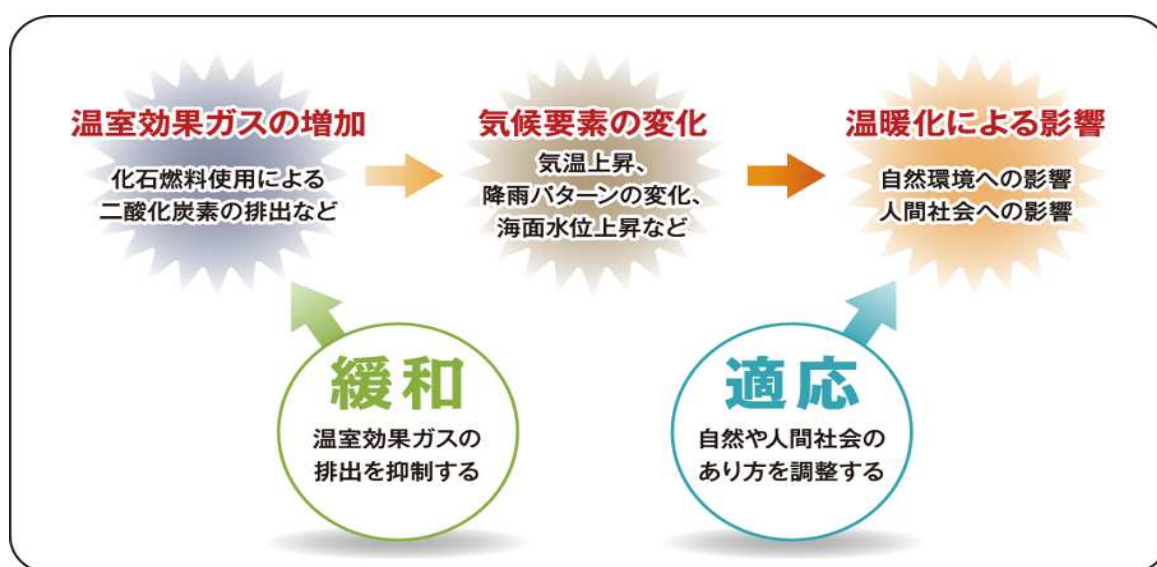 温室効果ガスの増加
化石燃料使用による
二酸化炭素の排出など
気候要素の変化
気温上昇、
降雨パターンの変化、
海面水位上昇など
温暖化による影響
自然環境への影響
人間社会への影響
緩和
温室効果ガスの
排出を抑制する
適応
自然や人間社会の
あり方を調整する